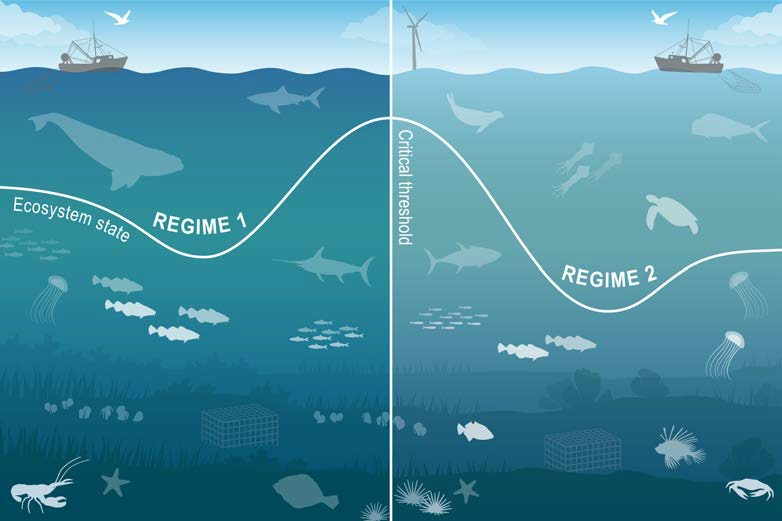 Ecosystem state
REGIME 1
Critical threshold
REGIME 2